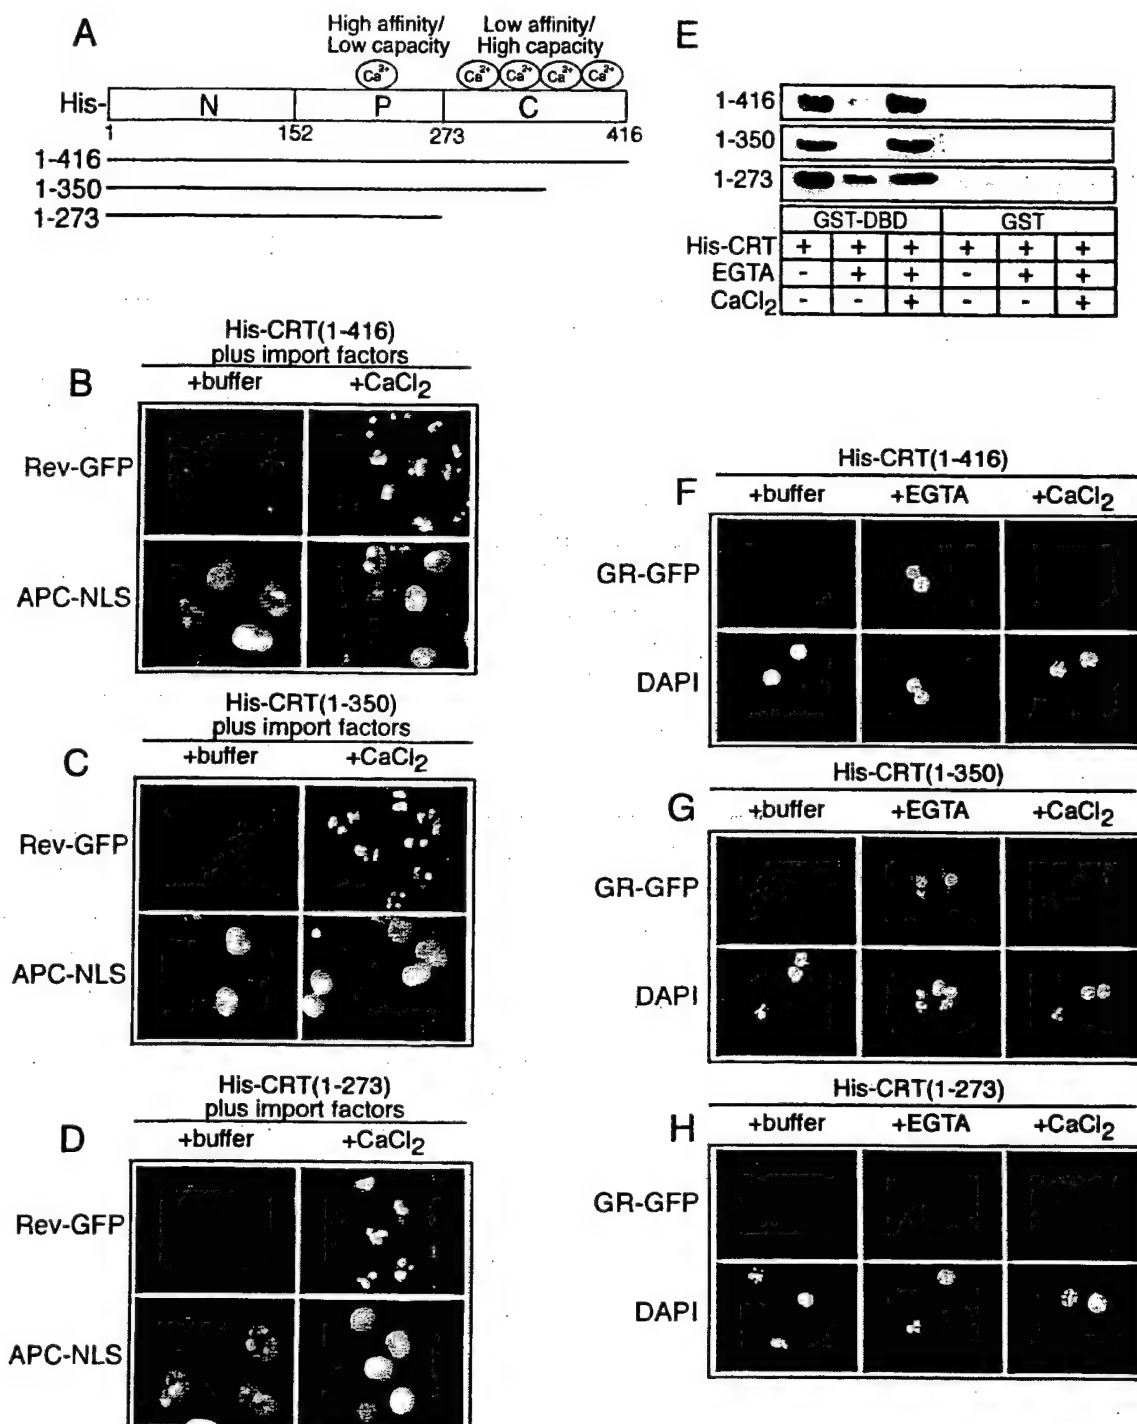 A
High affinity/
Low capacity
Low affinity/
High capacity
Ca2+
Ca2+ Ca2+ Ca2+ Ca2+
His- N P C
1 152 273 416
1-416
1-350
1-273
His-CRT(1-416)
plus import factors
B +buffer +CaCl2
Rev-GFP
APC-NLS
His-CRT(1-350)
plus import factors
C +buffer +CaCl2
Rev-GFP
APC-NLS
His-CRT(1-273)
plus import factors
D +buffer +CaCl2
Rev-GFP
APC-NLS
E
1-416
1-350
1-273
GST-DBD GST
His-CRT + + + + + +
EGTA - + + - + +
CaCl2 - - + - - +
His-CRT(1-416)
F +buffer +EGTA +CaCl2
GR-GFP
DAPI
His-CRT(1-350)
G +buffer +EGTA +CaCl2
GR-GFP
DAPI
His-CRT(1-273)
H +buffer +EGTA +CaCl2
GR-GFP
DAPI